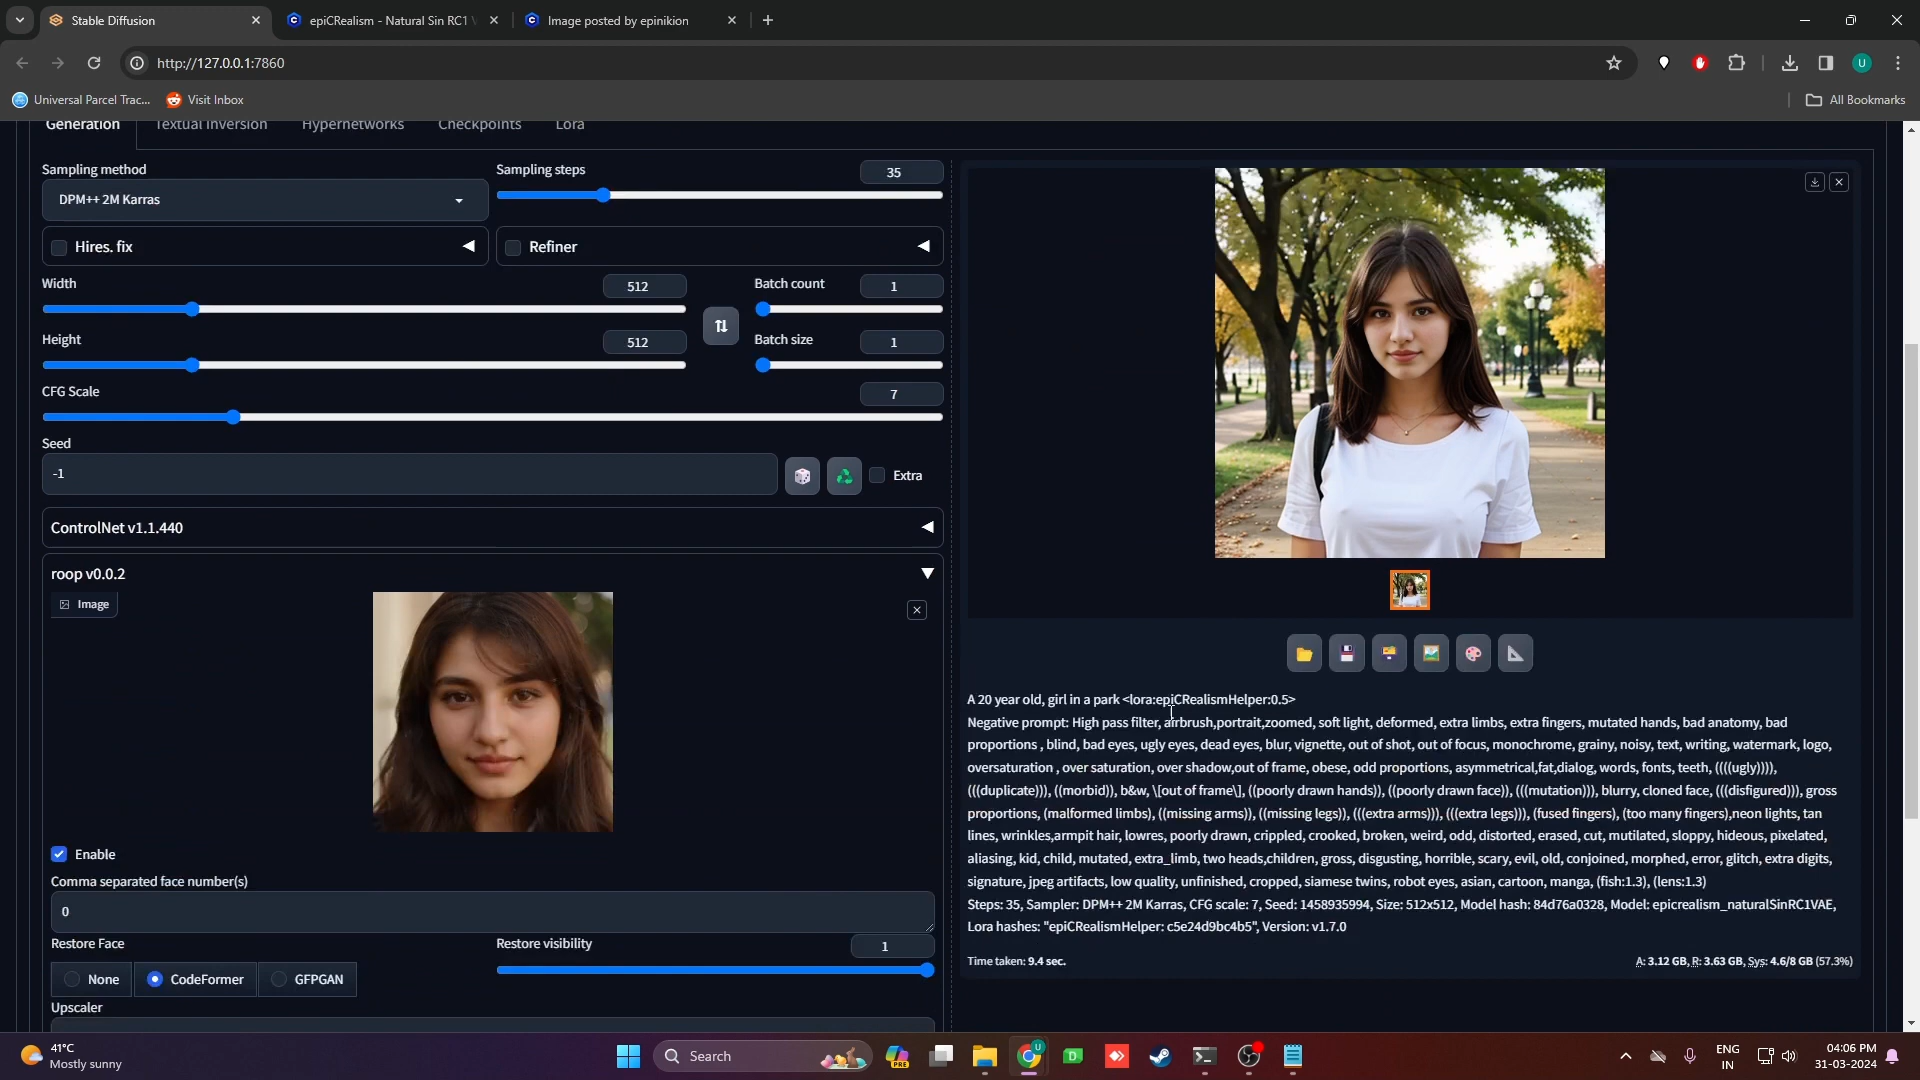 Stable Diffusion
epiCRealism - Natural Sin RC1
Image posted by epinikion
http://127.0.0.1:7860
Universal Parcel Trac...
Visit Inbox
All Bookmarks
Generation
Textual Inversion
Hypernetworks
Checkpoints
Lora
Sampling method
Sampling steps
35
DPM++ 2M Karras
Hires. fix
Refiner
Width
512
Batch count
1
Height
512
Batch size
1
CFG Scale
7
Seed
-1
Extra
ControlNet v1.1.440
roop v0.0.2
Image
Enable
Comma separated face number(s)
0
Restore Face
Restore visibility
1
None
CodeFormer
GFPGAN
Upscaler
A 20 year old, girl in a park <lora:epiCRealismHelper:0.5>
Negative prompt: High pass filter, airbrush,portrait,zoomed, soft light, deformed, extra limbs, extra fingers, mutated hands, bad anatomy, bad
proportions , blind, bad eyes, ugly eyes, dead eyes, blur, vignette, out of shot, out of focus, monochrome, grainy, noisy, text, writing, watermark, logo,
oversaturation , over saturation, over shadow,out of frame, obese, odd proportions, asymmetrical,fat,dialog, words, fonts, teeth, ((((ugly)))),
(((duplicate))), ((morbid)), b&w, \[out of frame\], ((poorly drawn hands)), ((poorly drawn face)), (((mutation))), blurry, cloned face, (((disfigured))), gross
proportions, (malformed limbs), ((missing arms)), ((missing legs)), (((extra arms))), (((extra legs))), (fused fingers), (too many fingers),neon lights, tan
lines, wrinkles,armpit hair, lowres, poorly drawn, crippled, crooked, broken, weird, odd, distorted, erased, cut, mutilated, sloppy, hideous, pixelated,
aliasing, kid, child, mutated, extra_limb, two heads,children, gross, disgusting, horrible, scary, evil, old, conjoined, morphed, error, glitch, extra digits,
signature, jpeg artifacts, low quality, unfinished, cropped, siamese twins, robot eyes, asian, cartoon, manga, (fish:1.3), (lens:1.3)
Steps: 35, Sampler: DPM++ 2M Karras, CFG scale: 7, Seed: 1458935994, Size: 512x512, Model hash: 84d76a0328, Model: epicrealism_naturalSinRC1VAE,
Lora hashes: "epiCRealismHelper: c5e24d9bc4b5", Version: v1.7.0
Time taken: 9.4 sec.
A: 3.12 GB, R: 3.63 GB, Sys: 4.6/8 GB (57.3%)
41°C
Mostly sunny
Search
PRE
U
D
ENG
IN
04:06 PM
31-03-2024